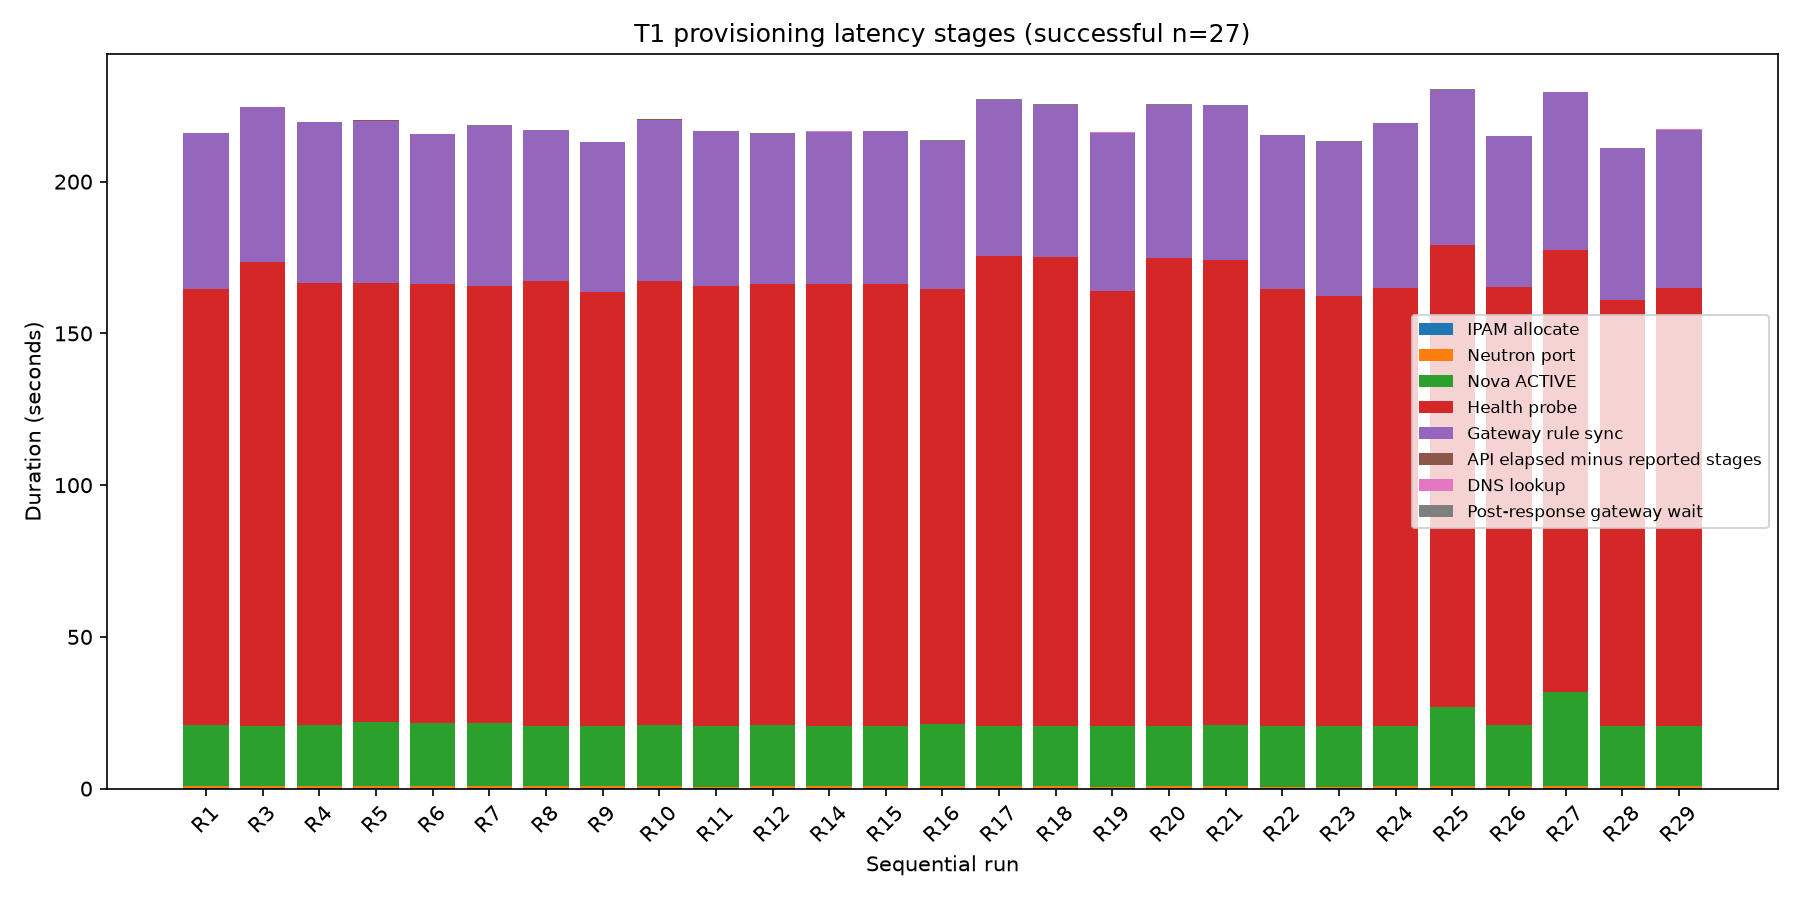 T1 provisioning latency stages (successful n=27)
Duration (seconds)
200
150
100
50
0
IPAM allocate
Neutron port
Nova ACTIVE
Health probe
Gateway rule sync
API elapsed minus reported stages
DNS lookup
Post-response gateway wait
R1 R3 R4 R5 R6 R7 R8 R9 R10 R11 R12 R14 R15 R16 R17 R18 R19 R20 R21 R22 R23 R24 R25 R26 R27 R28 R29
Sequential run